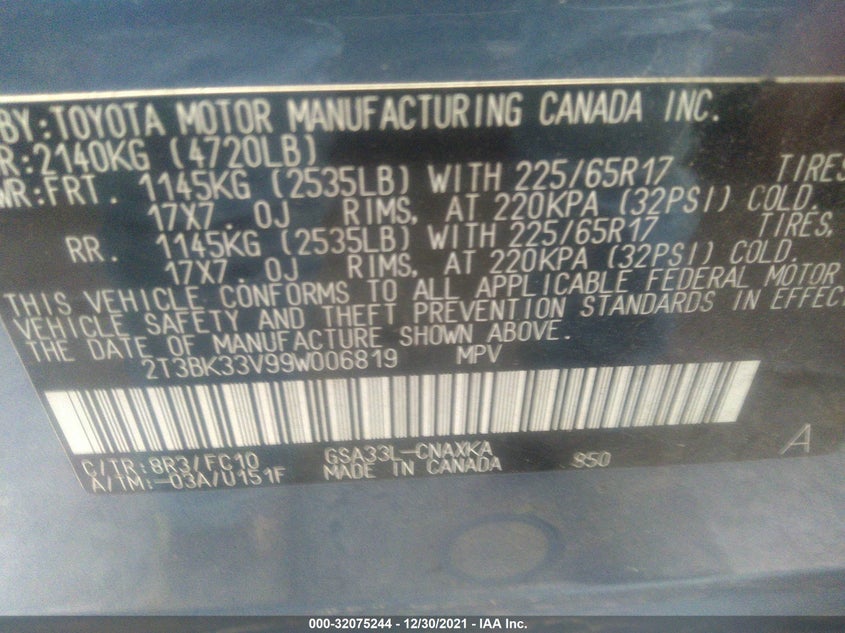 BY:TOYOTA MOTOR MANUFACTURING CANADA INC.
R:2140KG (4720LB)
WR:FRT. 1145KG (2535LB) WITH 225/65R17 TIRES
17X7.0J RIMS, AT 220KPA (32PSI) COLD.
RR. 1145KG (2535LB) WITH 225/65R17 TIRES,
17X7.0J RIMS, AT 220KPA (32PSI) COLD.
THIS VEHICLE CONFORMS TO ALL APPLICABLE FEDERAL MOTOR
VEHICLE SAFETY AND THEFT PREVENTION STANDARDS IN EFFEC
THE DATE OF MANUFACTURE SHOWN ABOVE.
2T3BK33V99W006819 MPV
C/TR:8R3/FC10 GSA33L-CNAXKA 850
A/TM:-03A/U151F MADE IN CANADA
A
000-32075244 - 12/30/2021 - IAA Inc.